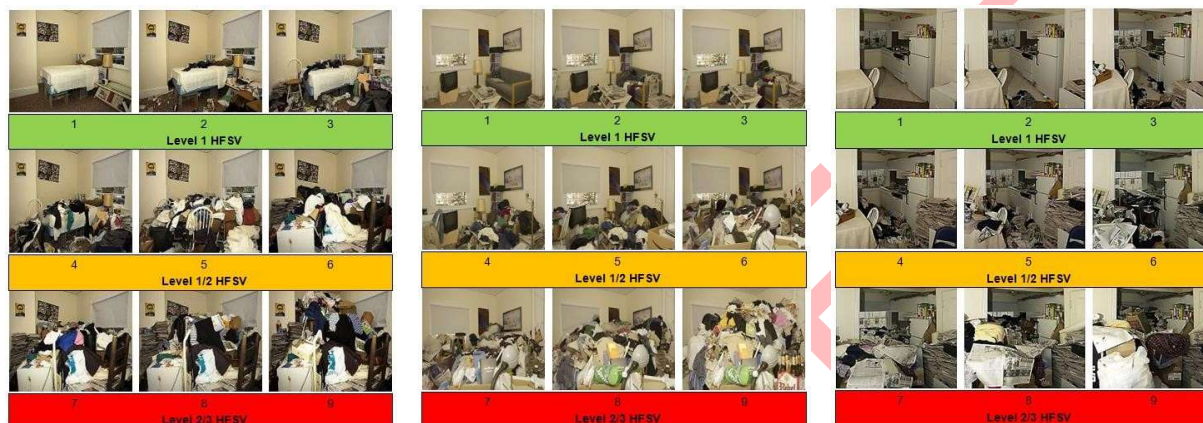 1 2 3
Level 1 HFSV
4 5 6
Level 1/2 HFSV
7 8 9
Level 2/3 HFSV
1 2 3
Level 1 HFSV
4 5 6
Level 1/2 HFSV
7 8 9
Level 2/3 HFSV
1 2 3
Level 1 HFSV
4 5 6
Level 1/2 HFSV
7 8 9
Level 2/3 HFSV